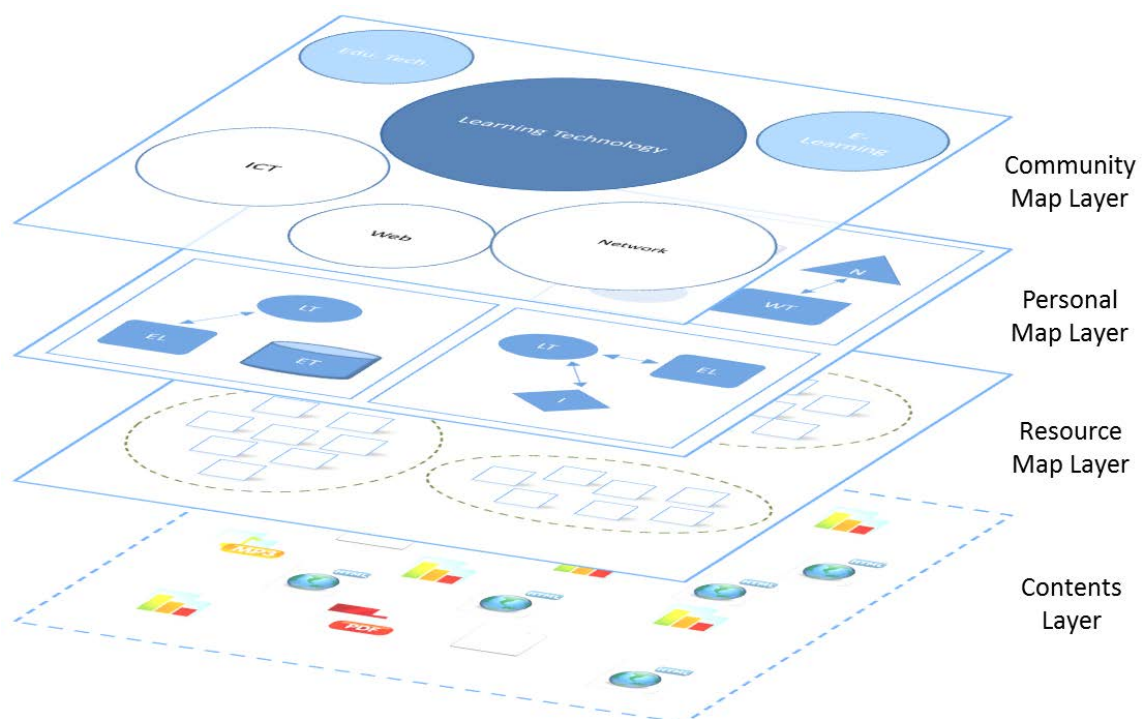 Edu- Tech-
Learning Technology
E-
Learning
ICT
Web
Network
Community
Map Layer
N
WT
LT
EL
ET
LT
EL
I
Personal
Map Layer
Resource
Map Layer
MP3
HTML
HTML
HTML
HTML
PDF
HTML
Contents
Layer